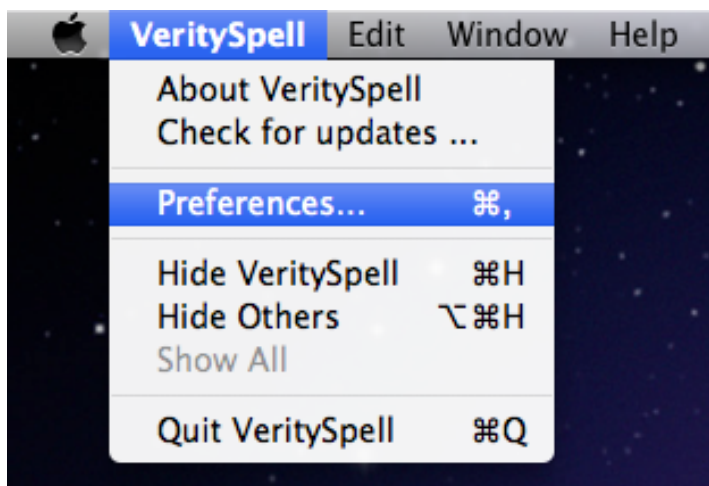 VeritySpell Edit Window Help
About VeritySpell
Check for updates ...
Preferences... ⌘,
Hide VeritySpell ⌘H
Hide Others ⌥⌘H
Show All
Quit VeritySpell ⌘Q